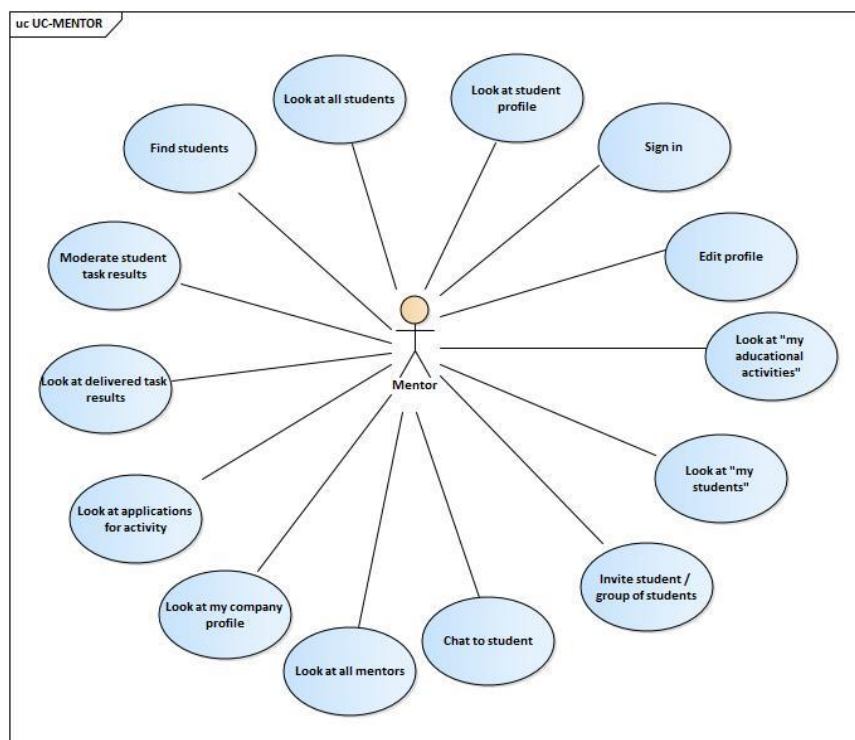 uc UC-MENTOR
Look at all students
Look at student
profile
Find students
Sign in
Moderate student
task results
Edit profile
Look at "my
aducational
activities"
Look at delivered task
results
Mentor
Look at "my
students"
Look at applications
for activity
Invite student /
group of students
Look at my company
profile
Chat to student
Look at all mentors